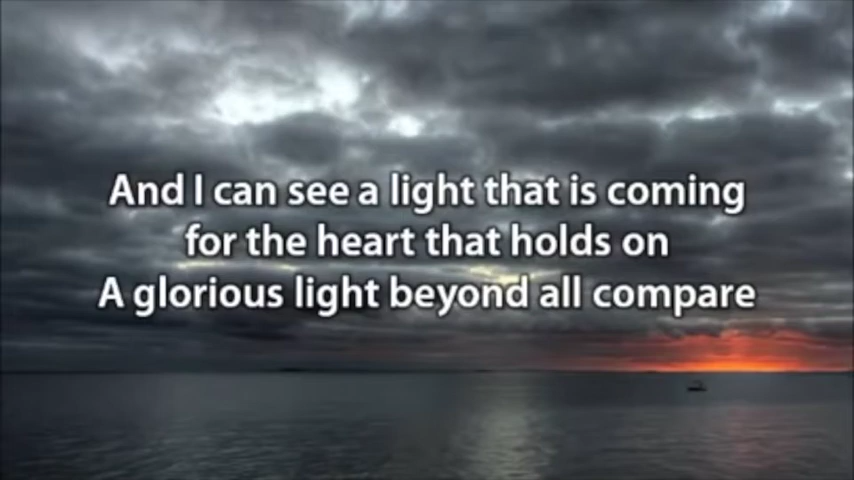 And I can see a light that is coming
for the heart that holds on
A glorious light beyond all compare